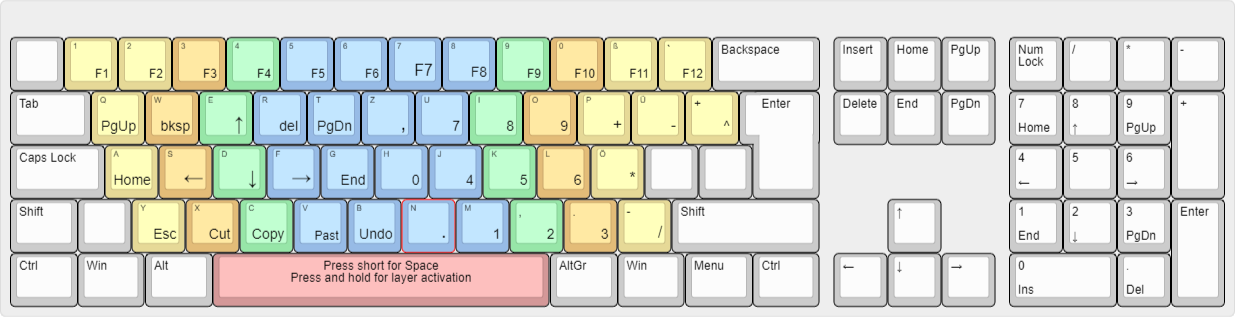 1 2 3 4 5 6 7 8 9 0 ß ` Backspace Insert Home PgUp Num / * -
F1 F2 F3 F4 F5 F6 F7 F8 F9 F10 F11 F12 Lock
Tab Q W E R T Z U I O P Ü + Enter Delete End PgDn 7 8 9 +
PgUp bksp ↑ del PgDn , 7 8 9 + - ^ Home ↑ PgUp
Caps Lock A S D F G H J K L Ö 4 5 6
Home ← ↓ → End 0 4 5 6 * ← →
Shift Y X C V B N M , . - Shift ↑ 1 2 3 Enter
Esc Cut Copy Past Undo . 1 2 3 / End ↓ PgDn
Ctrl Win Alt Press short for Space AltGr Win Menu Ctrl ← ↓ → 0 .
Press and hold for layer activation Ins Del